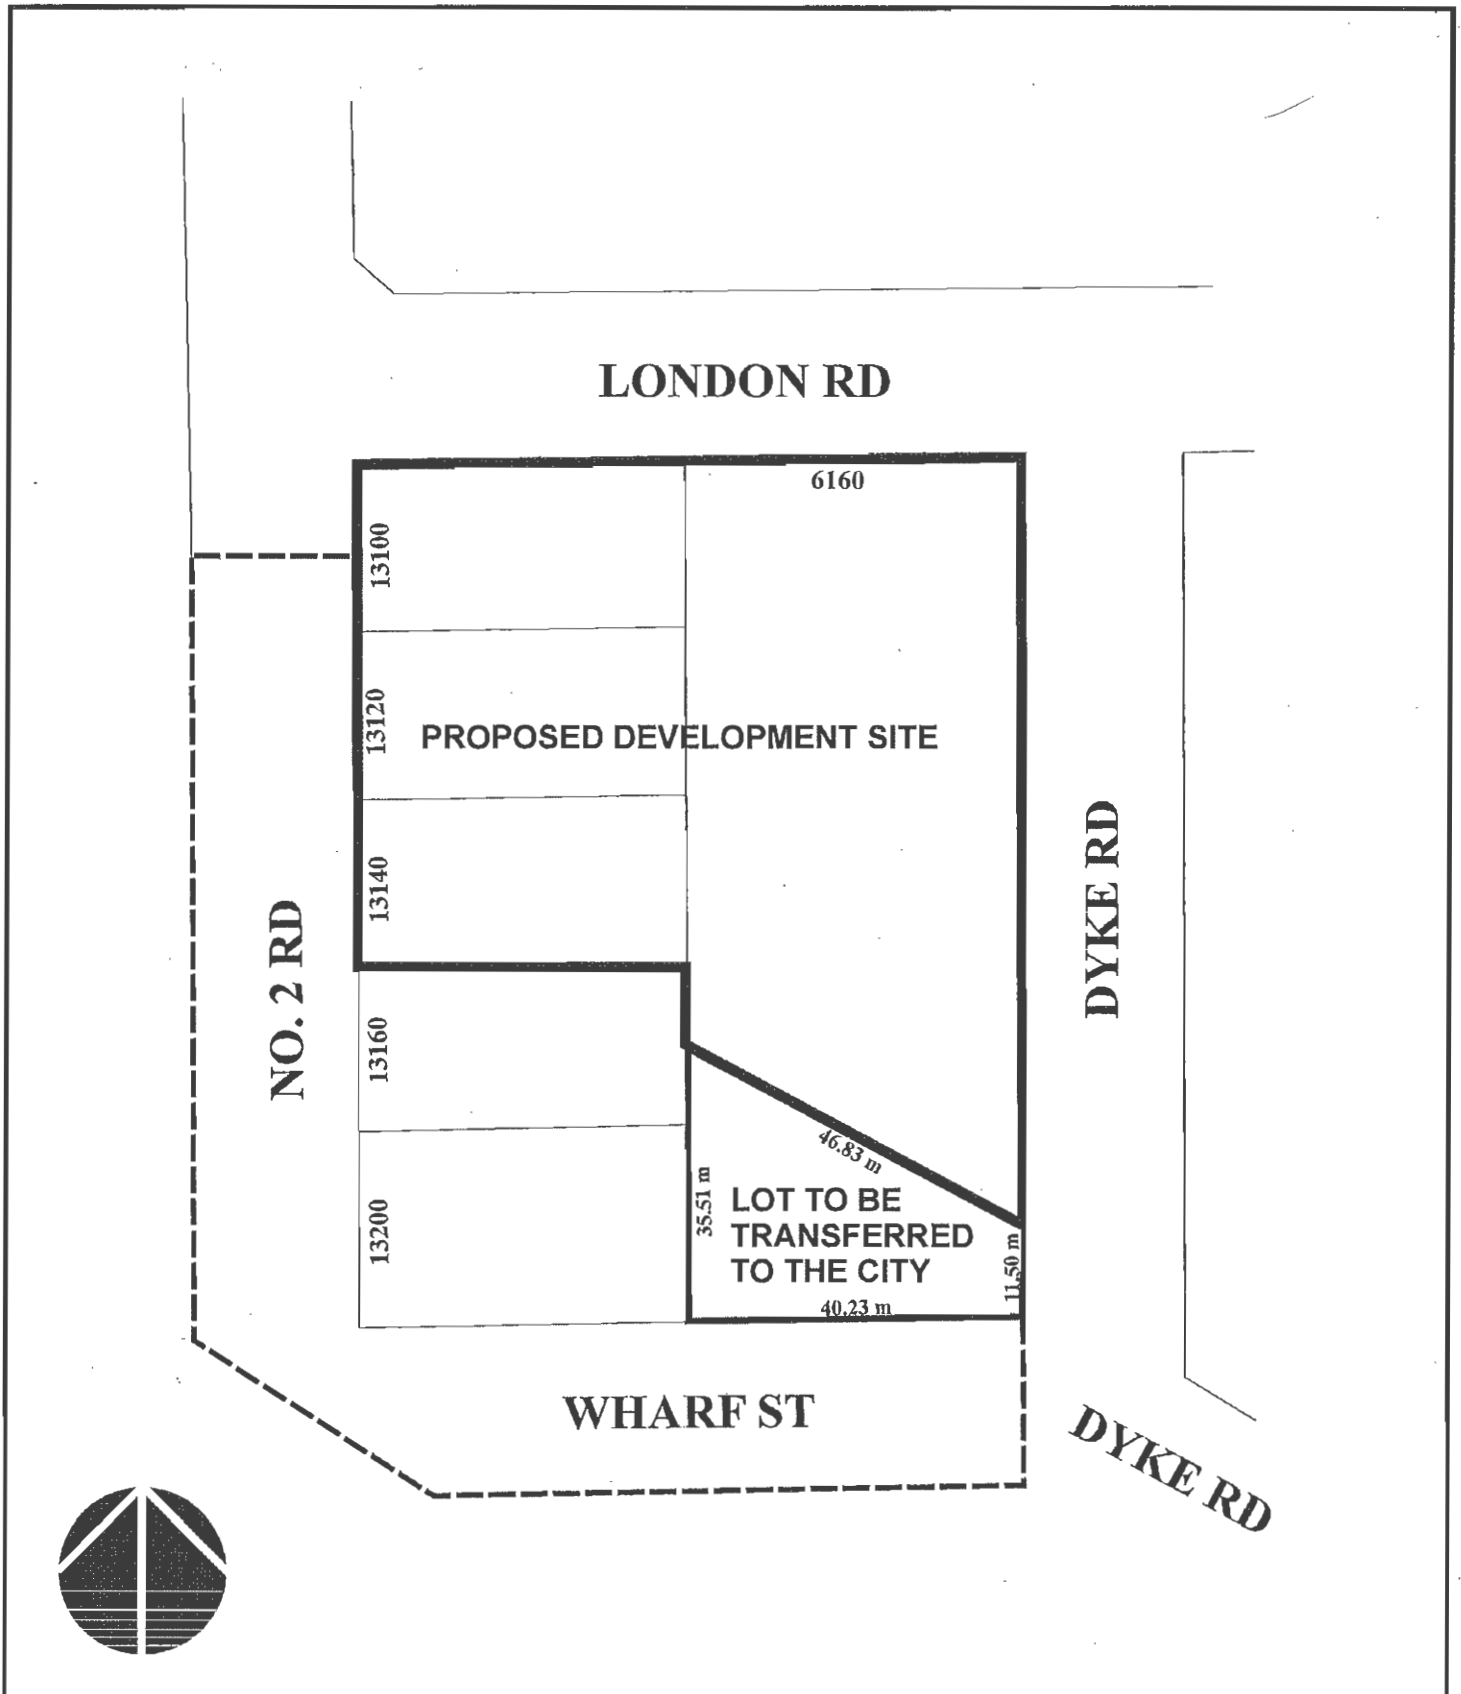 LONDON RD
6160
13100
13120
PROPOSED DEVELOPMENT SITE
13140
NO. 2 RD
DYKE RD
13160
46.83 m
35.51 m
LOT TO BE
TRANSFERRED
TO THE CITY
13200
11.50 m
40.23 m
WHARF ST
DYKE RD